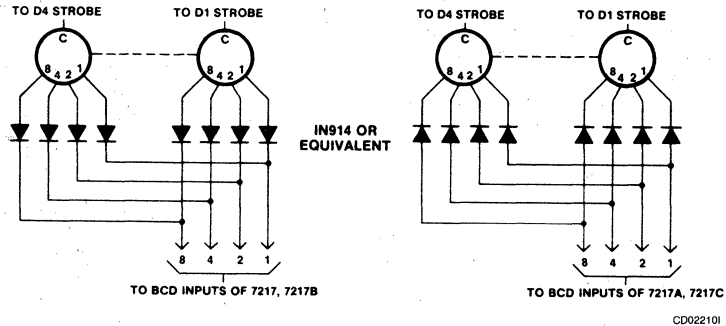 TO D4 STROBE
TO D1 STROBE
C
8 4 2 1
C
8 4 2 1
IN914 OR
EQUIVALENT
8 4 2 1
TO BCD INPUTS OF 7217, 7217B
TO D4 STROBE
TO D1 STROBE
C
8 4 2 1
C
8 4 2 1
8 4 2 1
TO BCD INPUTS OF 7217A, 7217C
CD02210I